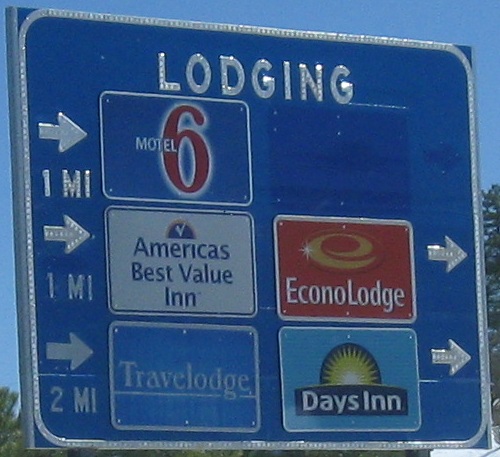 LODGING
1 MI
MOTEL 6
1 MI
Americas
Best Value
Inn
EconoLodge
2 MI
Travelodge
Days Inn